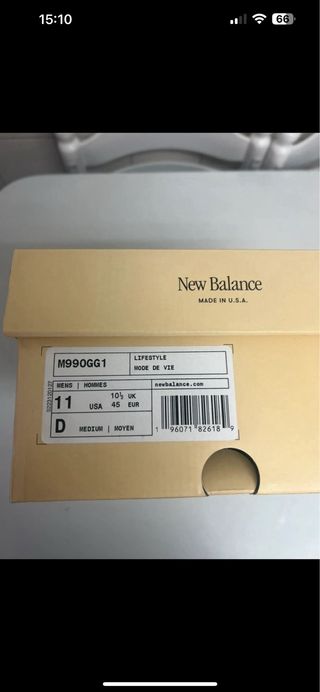 15:10
66
New Balance
MADE IN U.S.A.
M990GG1
LIFESTYLE
MODE DE VIE
MENS | HOMMES
newbalance.com
11 USA 10½ UK
45 EUR
D MEDIUM | MOYEN
1 96071 82618 9